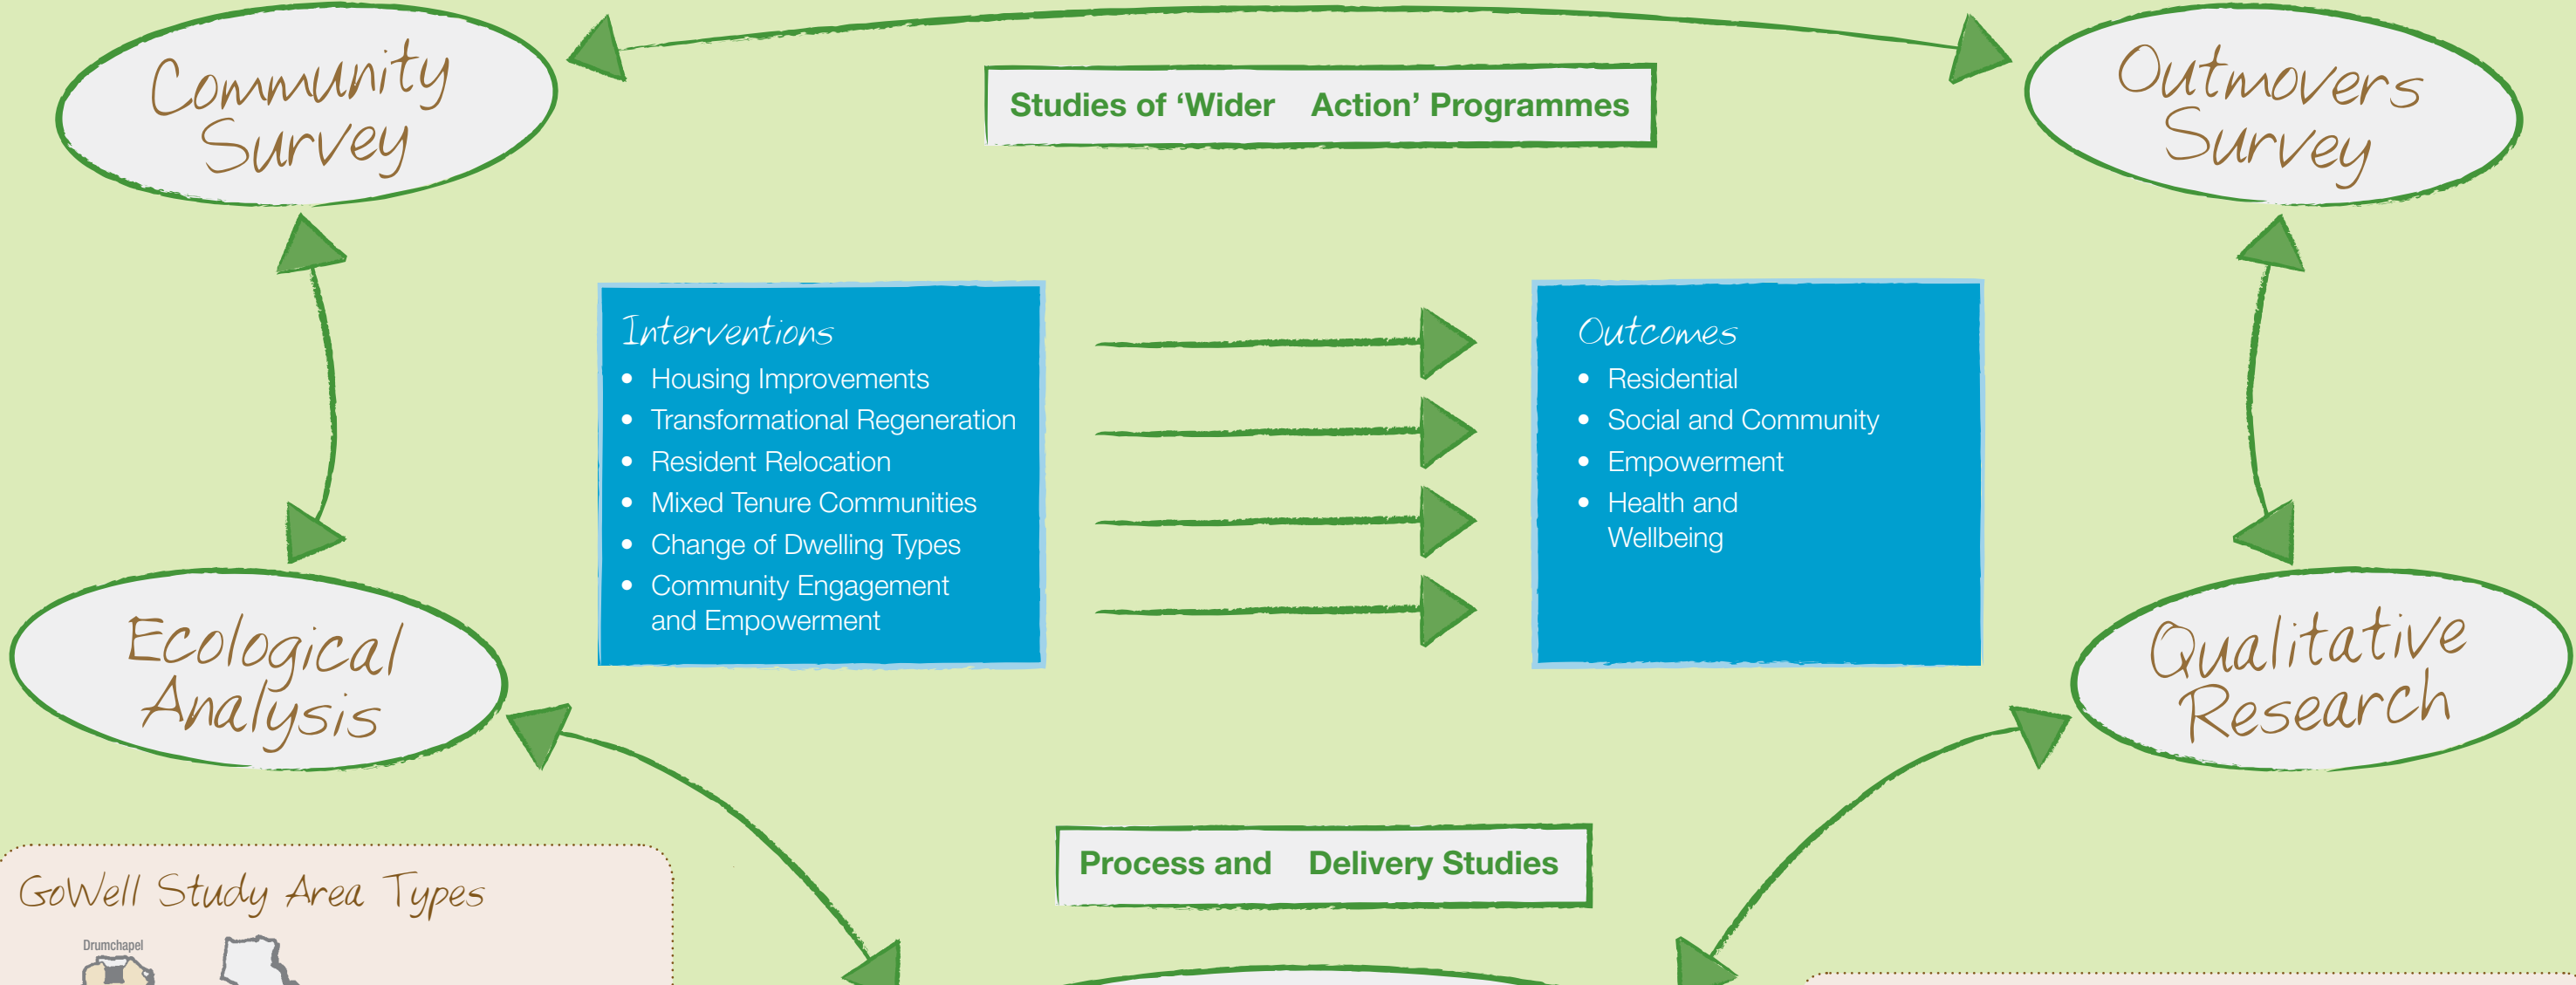 Community
Survey
Studies of ‘Wider Action’ Programmes
Outmovers
Survey
Interventions
• Housing Improvements
• Transformational Regeneration
• Resident Relocation
• Mixed Tenure Communities
• Change of Dwelling Types
• Community Engagement
and Empowerment
Outcomes
• Residential
• Social and Community
• Empowerment
• Health and
Wellbeing
Ecological
Analysis
Qualitative
Research
Process and Delivery Studies
GoWell Study Area Types
Drumchapel